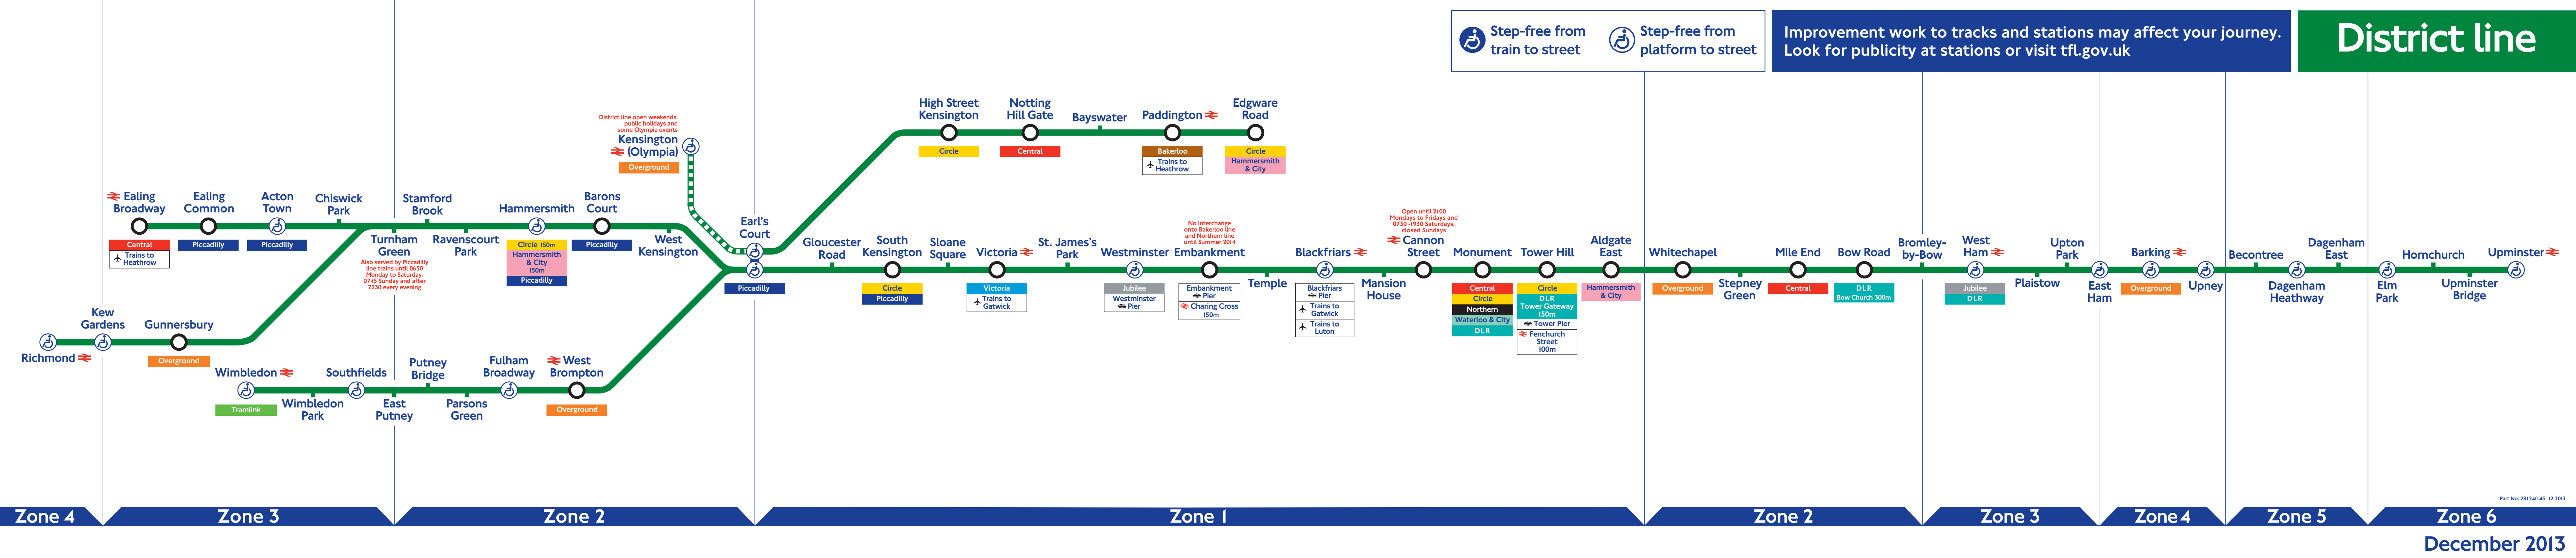 Step-free from
train to street
Step-free from
platform to street
Improvement work to tracks and stations may affect your journey.
Look for publicity at stations or visit tfl.gov.uk
District line
High Street
Kensington
Circle
Notting
Hill Gate
Central
Bayswater
Paddington
Bakerloo
Trains to
Heathrow
Edgware
Road
Circle
Hammersmith
& City
District line open weekends,
public holidays and
some Olympia events
Kensington
(Olympia)
Overground
Ealing
Broadway
Central
Trains to
Heathrow
Ealing
Common
Piccadilly
Acton
Town
Piccadilly
Chiswick
Park
Turnham
Green
Also served by Piccadilly
line trains until 0650
Monday to Saturday,
0745 Sunday and after
2230 every evening
Stamford
Brook
Ravenscourt
Park
Hammersmith
Circle 150m
Hammersmith
& City
150m
Piccadilly
Barons
Court
Piccadilly
West
Kensington
Earl's
Court
Piccadilly
Gloucester
Road
South
Kensington
Circle
Piccadilly
Sloane
Square
Victoria
Victoria
Trains to
Gatwick
St. James's
Park
Westminster
Jubilee
Westminster
Pier
No interchange
onto Bakerloo line
and Northern line
until Summer 2014
Embankment
Embankment
Pier
Charing Cross
150m
Temple
Blackfriars
Blackfriars
Pier
Trains to
Gatwick
Trains to
Luton
Mansion
House
Open until 2100
Mondays to Fridays and
0730-1930 Saturdays,
closed Sundays
Cannon
Street
Monument
Central
Circle
Northern
Waterloo & City
DLR
Tower Hill
Circle
DLR
Tower Gateway
150m
Tower Pier
Fenchurch
Street
100m
Aldgate
East
Hammersmith
& City
Whitechapel
Overground
Stepney
Green
Mile End
Central
Bow Road
DLR
Bow Church 300m
Bromley-
by-Bow
West
Ham
Jubilee
DLR
Plaistow
Upton
Park
East
Ham
Barking
Overground
Upney
Becontree
Dagenham
Heathway
Dagenham
East
Elm
Park
Hornchurch
Upminster
Bridge
Upminster
Kew
Gardens
Gunnersbury
Overground
Richmond
Wimbledon
Tramlink
Wimbledon
Park
Southfields
East
Putney
Putney
Bridge
Parsons
Green
Fulham
Broadway
West
Brompton
Overground
Part No: 28124/145 12.2013
Zone 4
Zone 3
Zone 2
Zone 1
Zone 2
Zone 3
Zone 4
Zone 5
Zone 6
December 2013